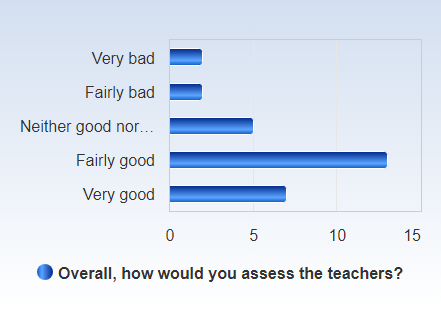 Very bad
Fairly bad
Neither good nor…
Fairly good
Very good
0 5 10 15
Overall, how would you assess the teachers?